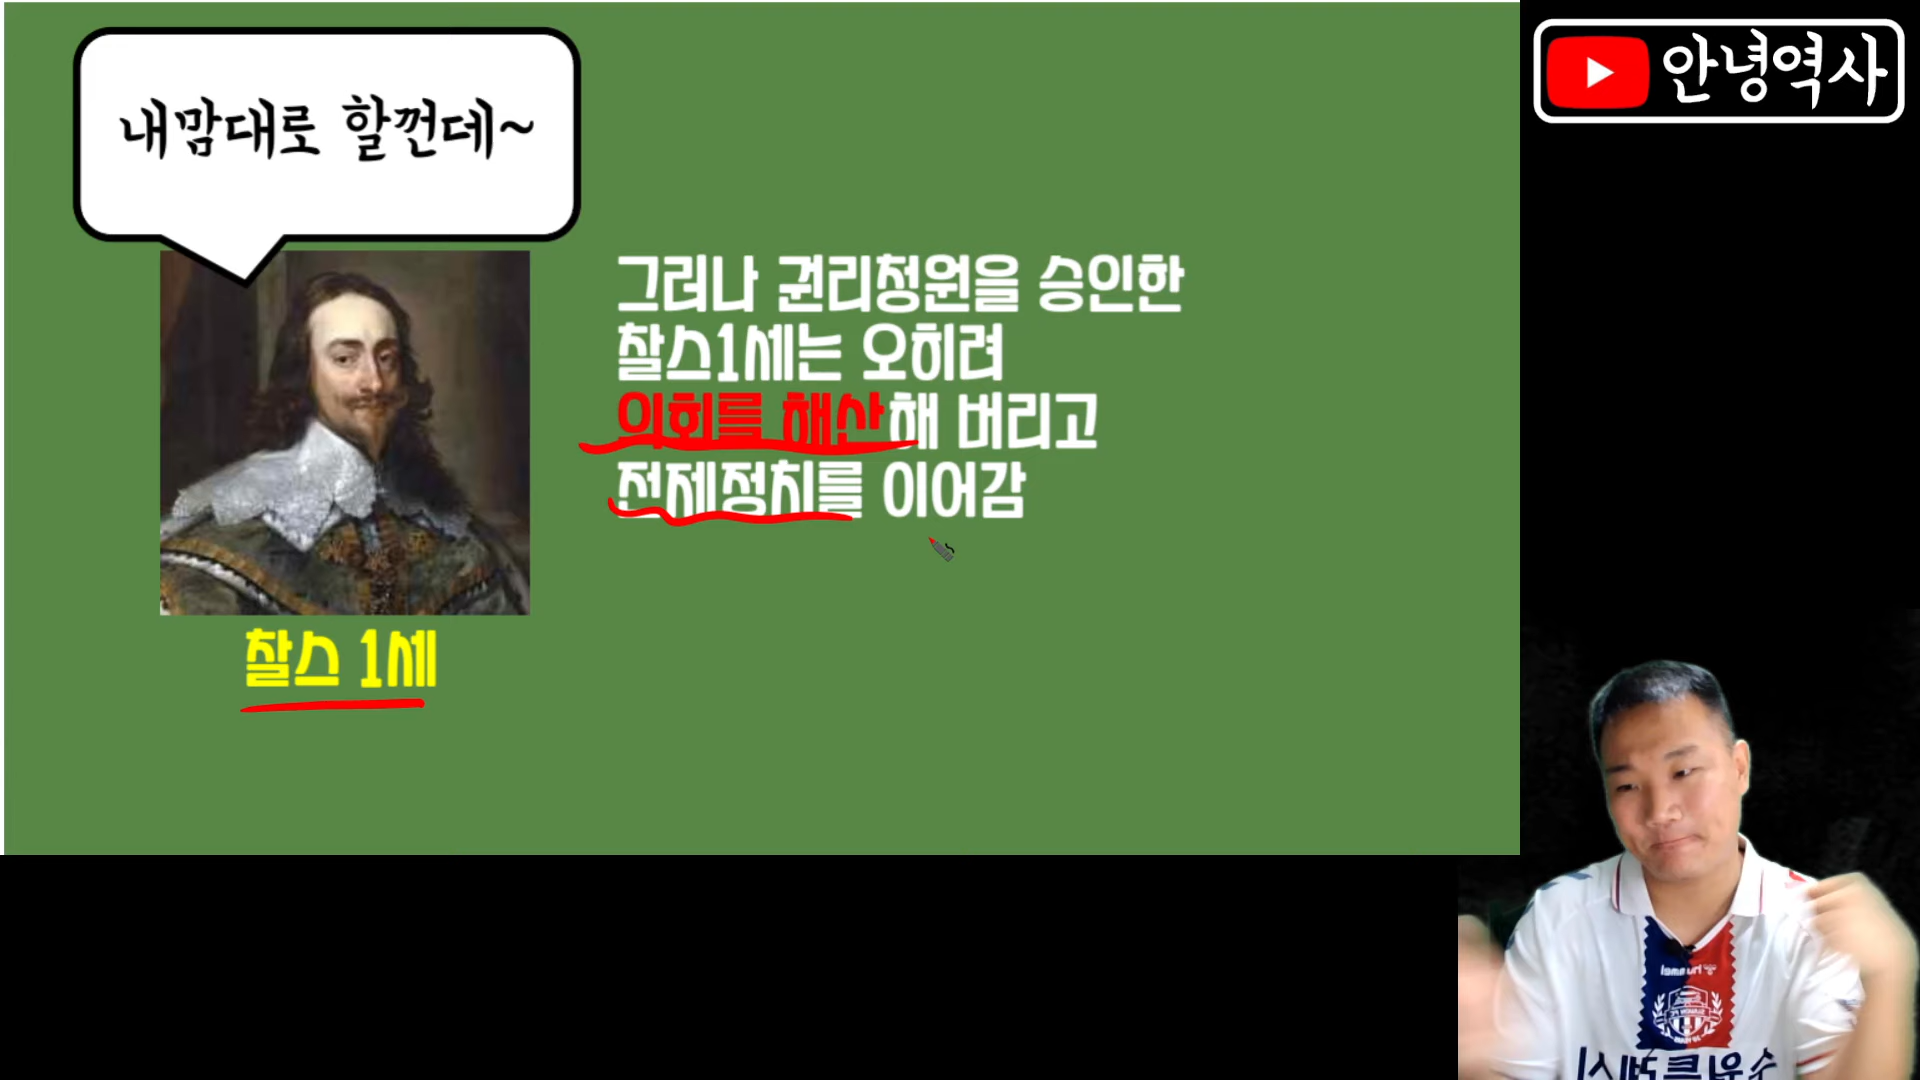 내맘대로 할껀데~
안녕역사
그러나 권리청원을 승인한
찰스1세는 오히려
의회를 해산해 버리고
전제정치를 이어감
찰스 1세